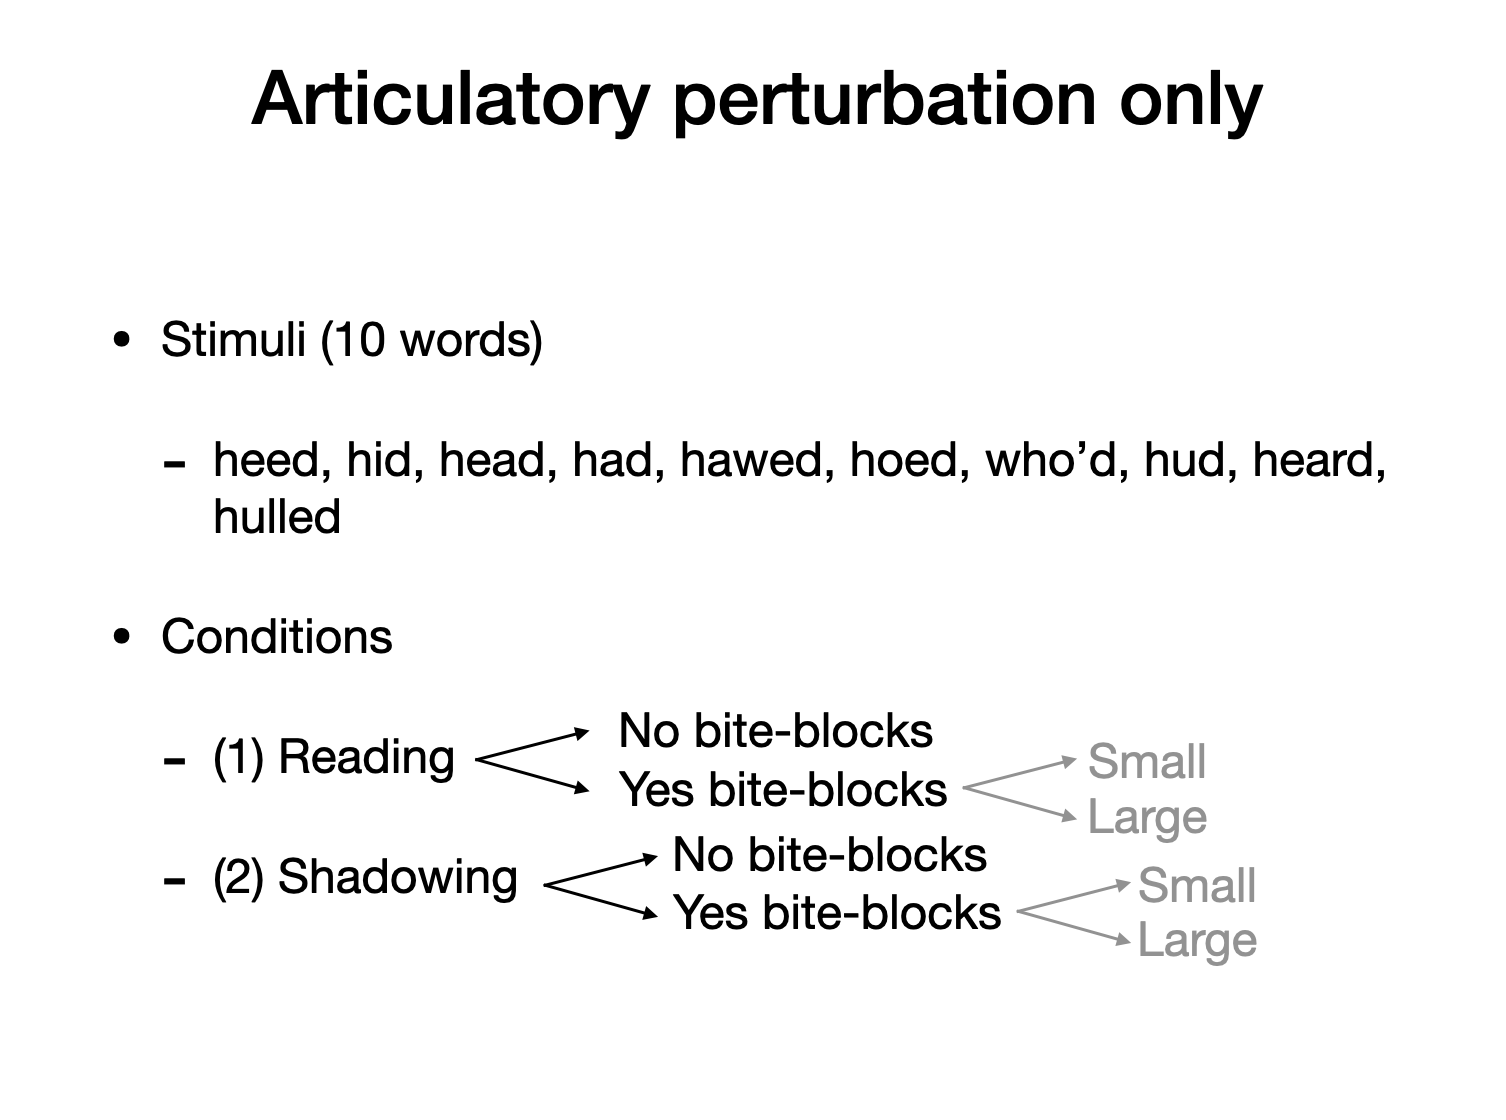 Articulatory perturbation only
• Stimuli (10 words)
- heed, hid, head, had, hawed, hoed, who’d, hud, heard,
hulled
• Conditions
- (1) Reading
No bite-blocks
Yes bite-blocks
Small
Large
- (2) Shadowing
No bite-blocks
Yes bite-blocks
Small
Large